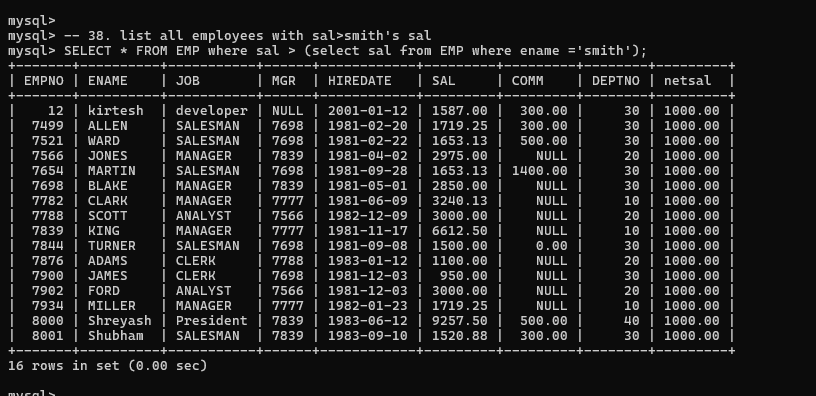 mysql>
mysql> -- 38. list all employees with sal>smith's sal
mysql> SELECT * FROM EMP where sal > (select sal from EMP where ename ='smith');
+-------+----------+-----------+------+------------+---------+---------+--------+---------+
| EMPNO | ENAME    | JOB       | MGR  | HIREDATE   | SAL     | COMM    | DEPTNO | netsal  |
+-------+----------+-----------+------+------------+---------+---------+--------+---------+
|    12 | kirtesh  | developer | NULL | 2001-01-12 | 1587.00 |  300.00 |     30 | 1000.00 |
|  7499 | ALLEN    | SALESMAN  | 7698 | 1981-02-20 | 1719.25 |  300.00 |     30 | 1000.00 |
|  7521 | WARD     | SALESMAN  | 7698 | 1981-02-22 | 1653.13 |  500.00 |     30 | 1000.00 |
|  7566 | JONES    | MANAGER   | 7839 | 1981-04-02 | 2975.00 |    NULL |     20 | 1000.00 |
|  7654 | MARTIN   | SALESMAN  | 7698 | 1981-09-28 | 1653.13 | 1400.00 |     30 | 1000.00 |
|  7698 | BLAKE    | MANAGER   | 7839 | 1981-05-01 | 2850.00 |    NULL |     30 | 1000.00 |
|  7782 | CLARK    | MANAGER   | 7777 | 1981-06-09 | 3240.13 |    NULL |     10 | 1000.00 |
|  7788 | SCOTT    | ANALYST   | 7566 | 1982-12-09 | 3000.00 |    NULL |     20 | 1000.00 |
|  7839 | KING     | MANAGER   | 7777 | 1981-11-17 | 6612.50 |    NULL |     10 | 1000.00 |
|  7844 | TURNER   | SALESMAN  | 7698 | 1981-09-08 | 1500.00 |    0.00 |     30 | 1000.00 |
|  7876 | ADAMS    | CLERK     | 7788 | 1983-01-12 | 1100.00 |    NULL |     20 | 1000.00 |
|  7900 | JAMES    | CLERK     | 7698 | 1981-12-03 |  950.00 |    NULL |     30 | 1000.00 |
|  7902 | FORD     | ANALYST   | 7566 | 1981-12-03 | 3000.00 |    NULL |     20 | 1000.00 |
|  7934 | MILLER   | MANAGER   | 7777 | 1982-01-23 | 1719.25 |    NULL |     10 | 1000.00 |
|  8000 | Shreyash | President | 7839 | 1983-06-12 | 9257.50 |  500.00 |     40 | 1000.00 |
|  8001 | Shubham  | SALESMAN  | 7839 | 1983-09-10 | 1520.88 |  300.00 |     30 | 1000.00 |
+-------+----------+-----------+------+------------+---------+---------+--------+---------+
16 rows in set (0.00 sec)
mysql>